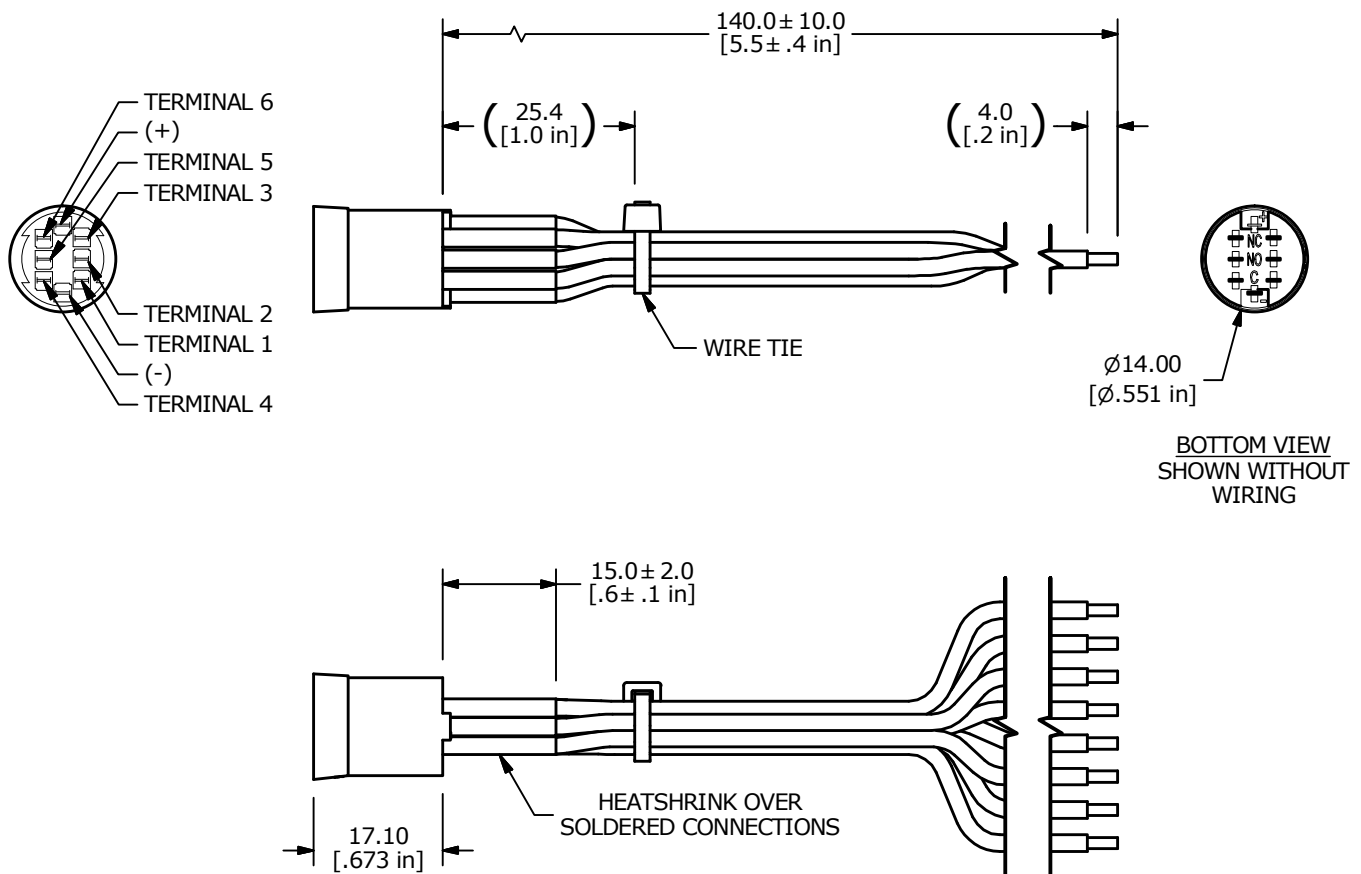 140.0± 10.0
[5.5± .4 in]
(25.4
[1.0 in])
(4.0
[.2 in])
TERMINAL 6
(+)
TERMINAL 5
TERMINAL 3
TERMINAL 2
TERMINAL 1
(-)
TERMINAL 4
WIRE TIE
+
NC
NO
C
-
Ø14.00
[Ø.551 in]
BOTTOM VIEW
SHOWN WITHOUT
WIRING
15.0± 2.0
[.6± .1 in]
HEATSHRINK OVER
SOLDERED CONNECTIONS
17.10
[.673 in]